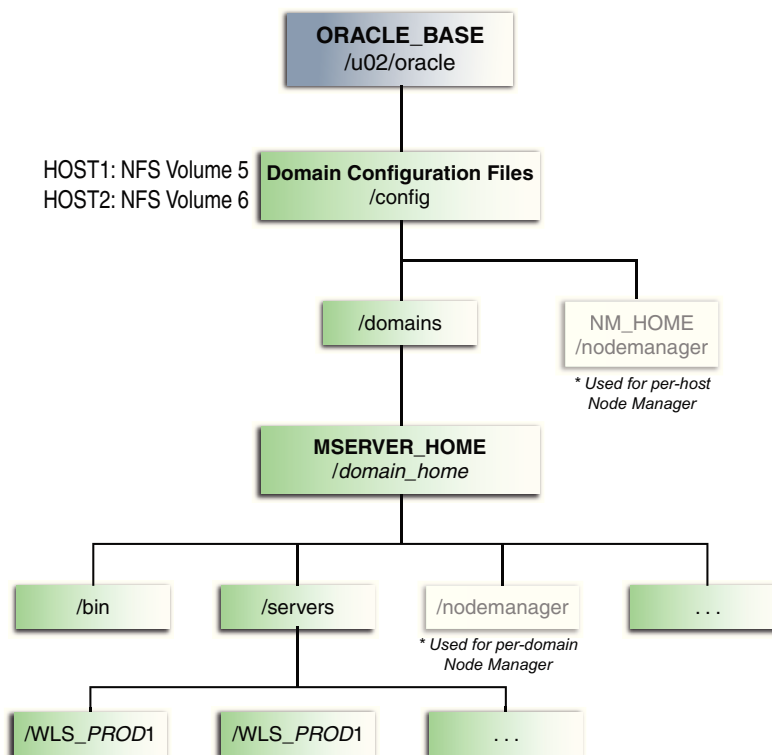 ORACLE_BASE
/u02/oracle
HOST1: NFS Volume 5
HOST2: NFS Volume 6
Domain Configuration Files
/config
/domains
NM_HOME
/nodemanager
* Used for per-host
Node Manager
MSERVER_HOME
/domain_home
/bin
/servers
/nodemanager
. . .
* Used for per-domain
Node Manager
/WLS_PROD1
/WLS_PROD1
. . .